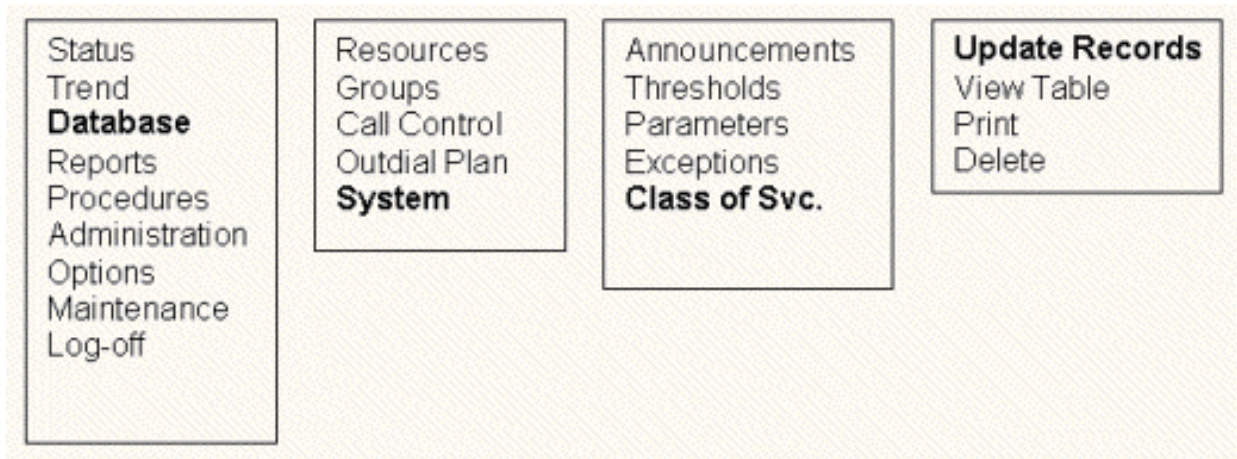 Status
Trend
Database
Reports
Procedures
Administration
Options
Maintenance
Log-off
Resources
Groups
Call Control
Outdial Plan
System
Announcements
Thresholds
Parameters
Exceptions
Class of Svc.
Update Records
View Table
Print
Delete